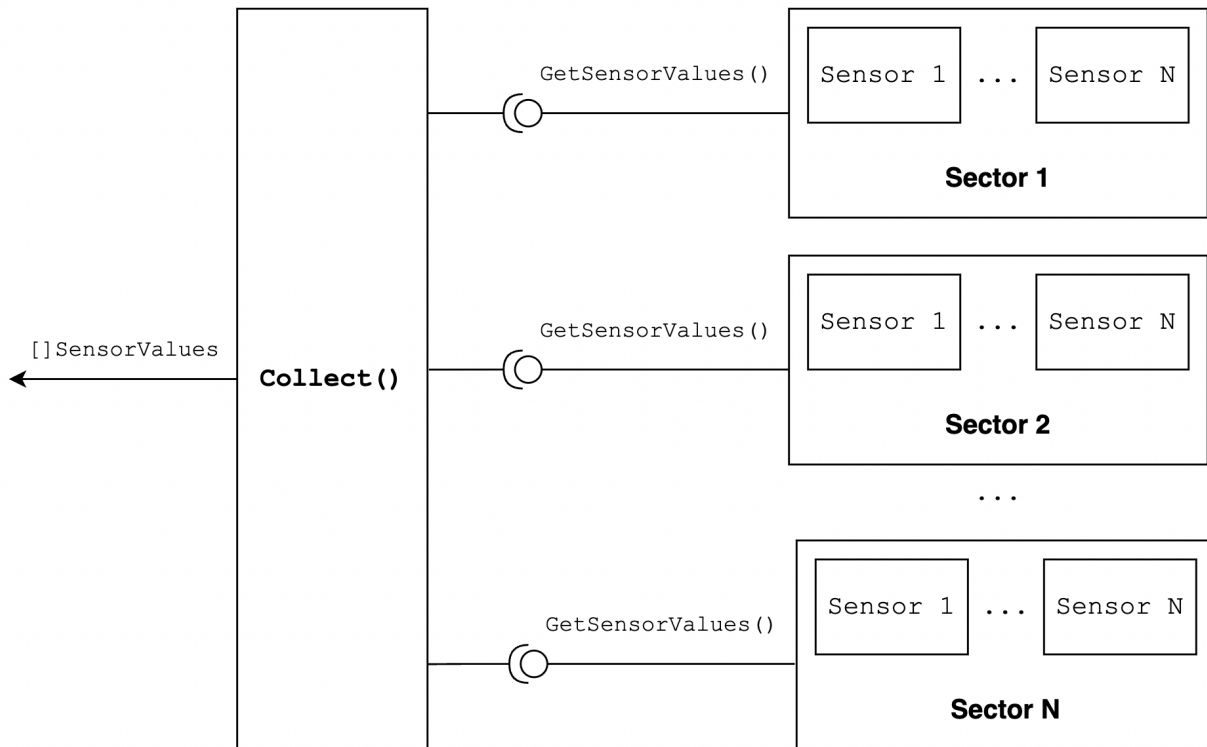 GetSensorValues()
Sensor 1 ... Sensor N
Sector 1
GetSensorValues()
Sensor 1 ... Sensor N
Sector 2
[]SensorValues
Collect()
...
GetSensorValues()
Sensor 1 ... Sensor N
Sector N